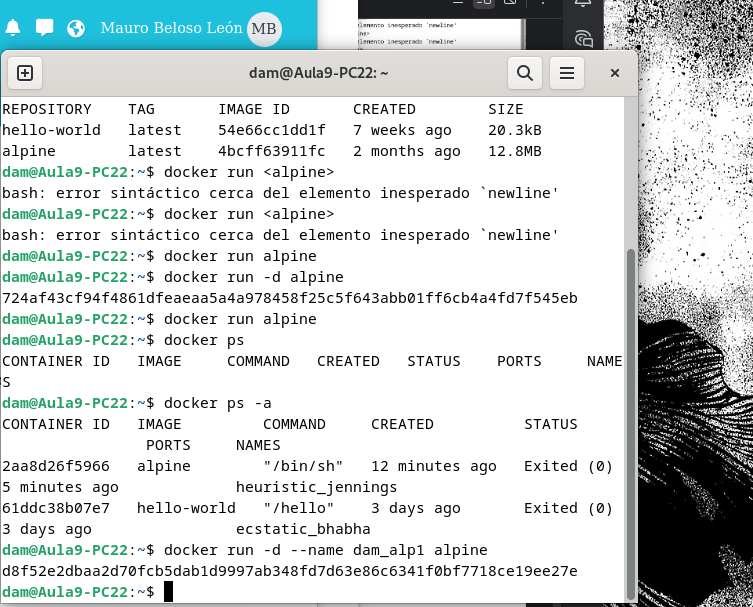 Mauro Beloso León MB
elemento inesperado `newline'
elemento inesperado `newline'
dam@Aula9-PC22: ~
REPOSITORY TAG IMAGE ID CREATED SIZE
hello-world latest 54e66cc1dd1f 7 weeks ago 20.3kB
alpine latest 4bcff63911fc 2 months ago 12.8MB
dam@Aula9-PC22:~$ docker run <alpine>
bash: error sintáctico cerca del elemento inesperado `newline'
dam@Aula9-PC22:~$ docker run <alpine>
bash: error sintáctico cerca del elemento inesperado `newline'
dam@Aula9-PC22:~$ docker run alpine
dam@Aula9-PC22:~$ docker run -d alpine
724af43cf94f4861dfeaeaa5a4a978458f25c5f643abb01ff6cb4a4fd7f545eb
dam@Aula9-PC22:~$ docker run alpine
dam@Aula9-PC22:~$ docker ps
CONTAINER ID IMAGE COMMAND CREATED STATUS PORTS NAME
S
dam@Aula9-PC22:~$ docker ps -a
CONTAINER ID IMAGE COMMAND CREATED STATUS
PORTS NAMES
2aa8d26f5966 alpine "/bin/sh" 12 minutes ago Exited (0)
5 minutes ago heuristic_jennings
61ddc38b07e7 hello-world "/hello" 3 days ago Exited (0)
3 days ago ecstatic_bhabha
dam@Aula9-PC22:~$ docker run -d --name dam_alp1 alpine
d8f52e2dbaa2d70fcb5dab1d9997ab348fd7d63e86c6341f0bf7718ce19ee27e
dam@Aula9-PC22:~$